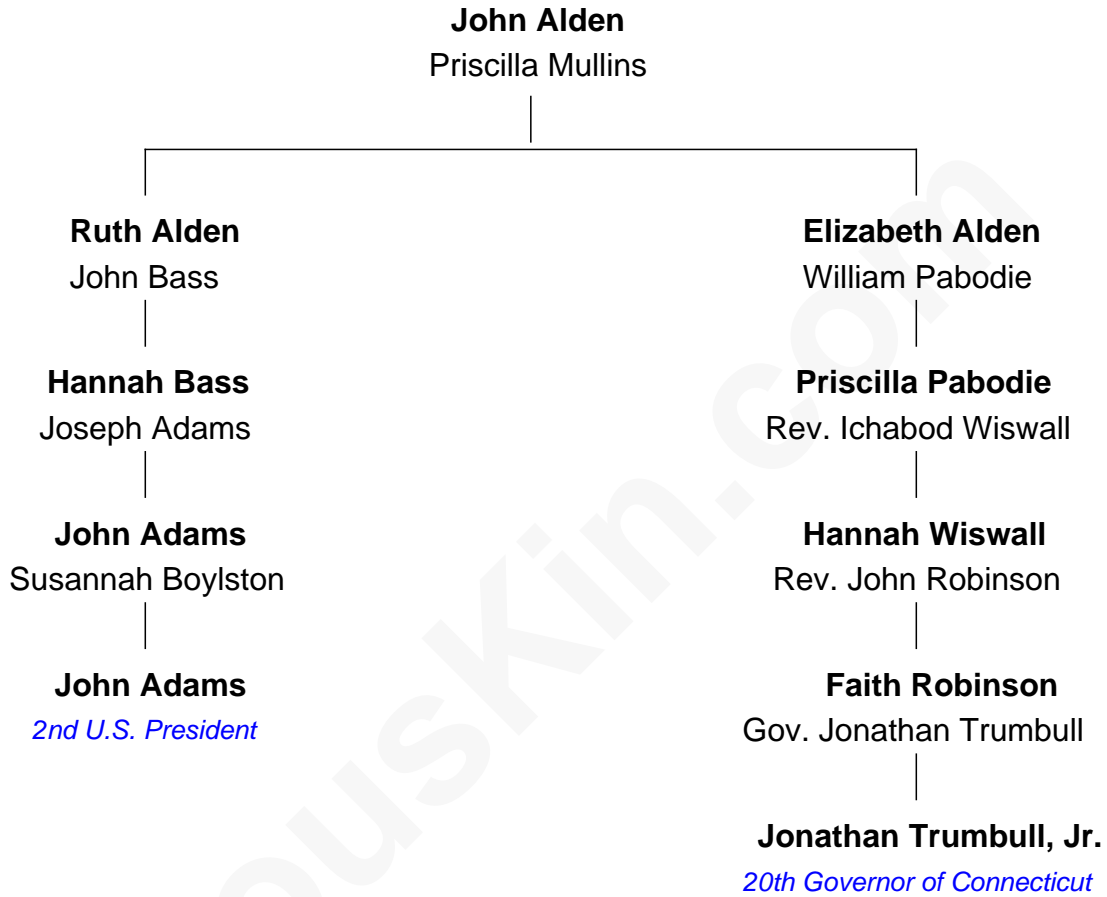 John Alden
Priscilla Mullins
Ruth Alden
John Bass
Elizabeth Alden
William Pabodie
Hannah Bass
Joseph Adams
Priscilla Pabodie
Rev. Ichabod Wiswall
John Adams
Susannah Boylston
Hannah Wiswall
Rev. John Robinson
John Adams
2nd U.S. President
Faith Robinson
Gov. Jonathan Trumbull
Jonathan Trumbull, Jr.
20th Governor of Connecticut
ousKin.com